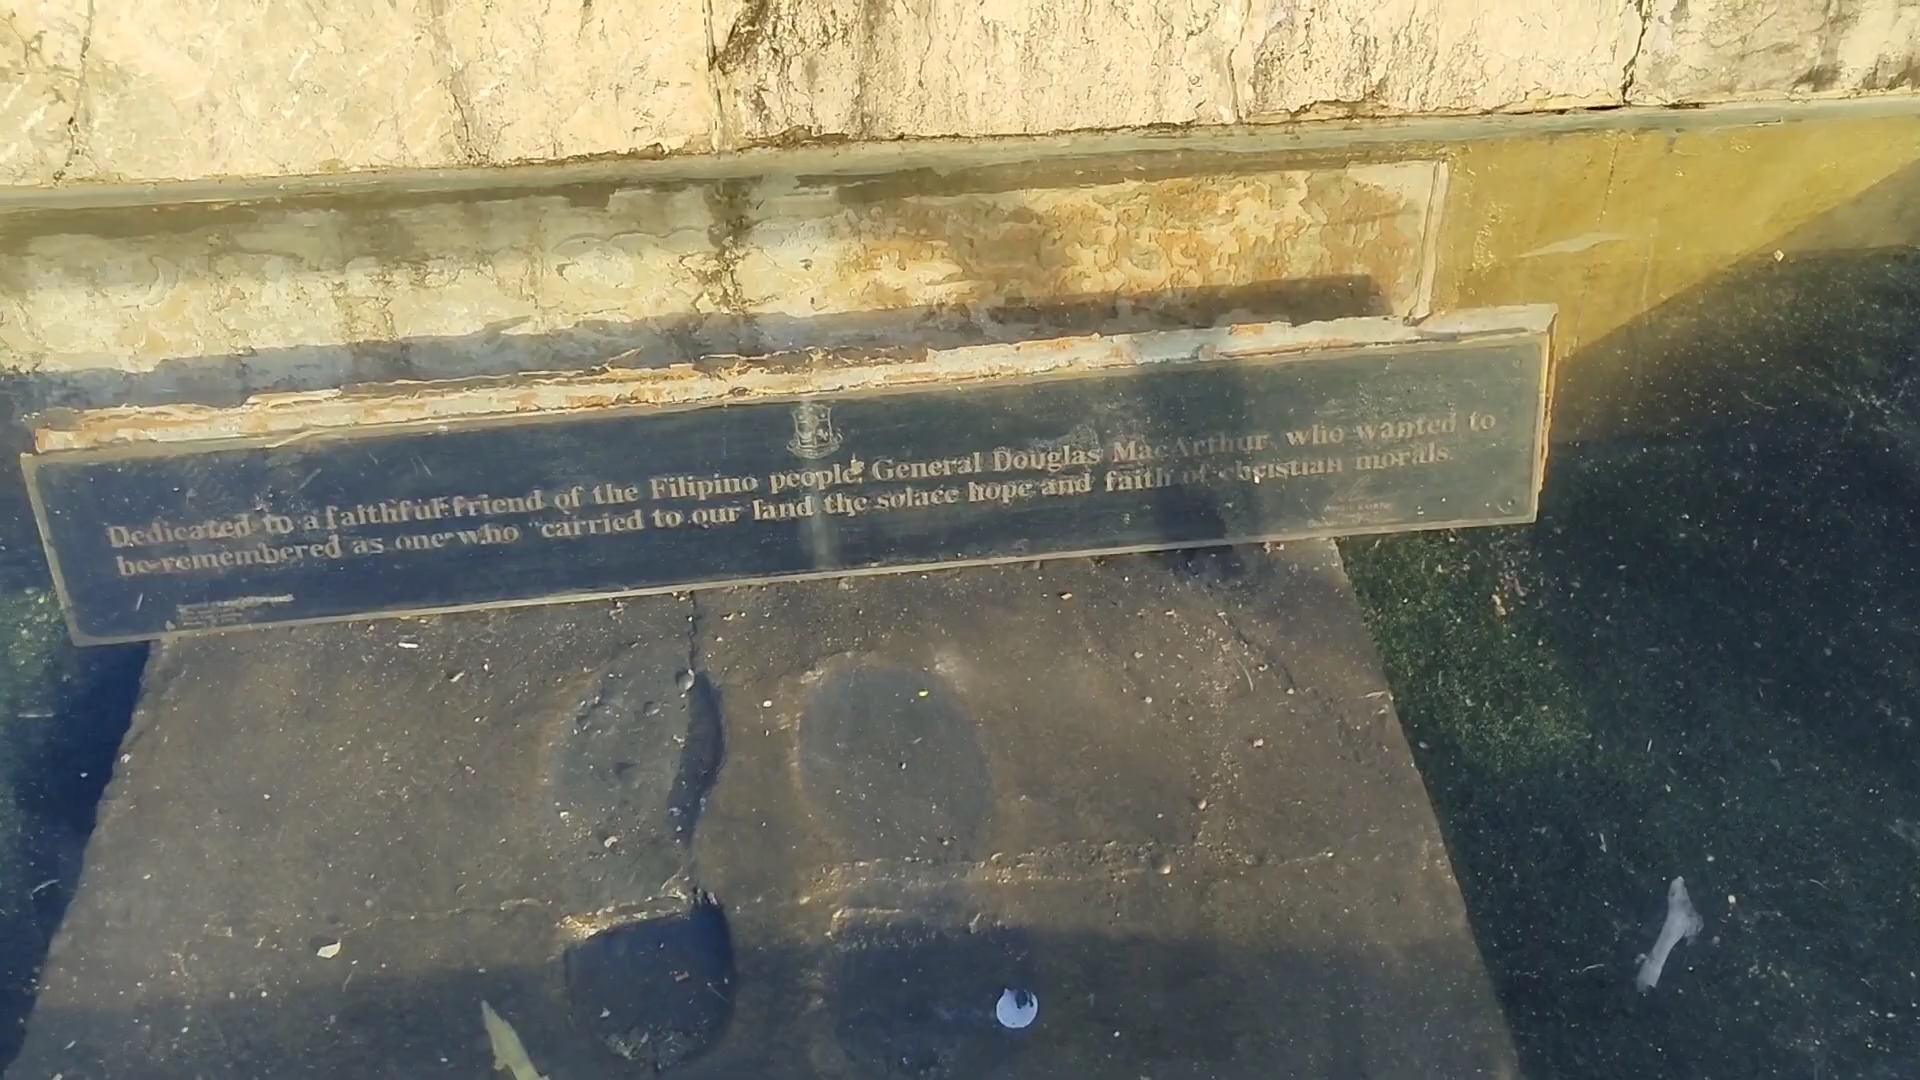 Dedicated to a faithful friend of the Filipino people, General Douglas MacArthur who wanted to
be remembered as one who "carried to our land the solace hope and faith of christian morals